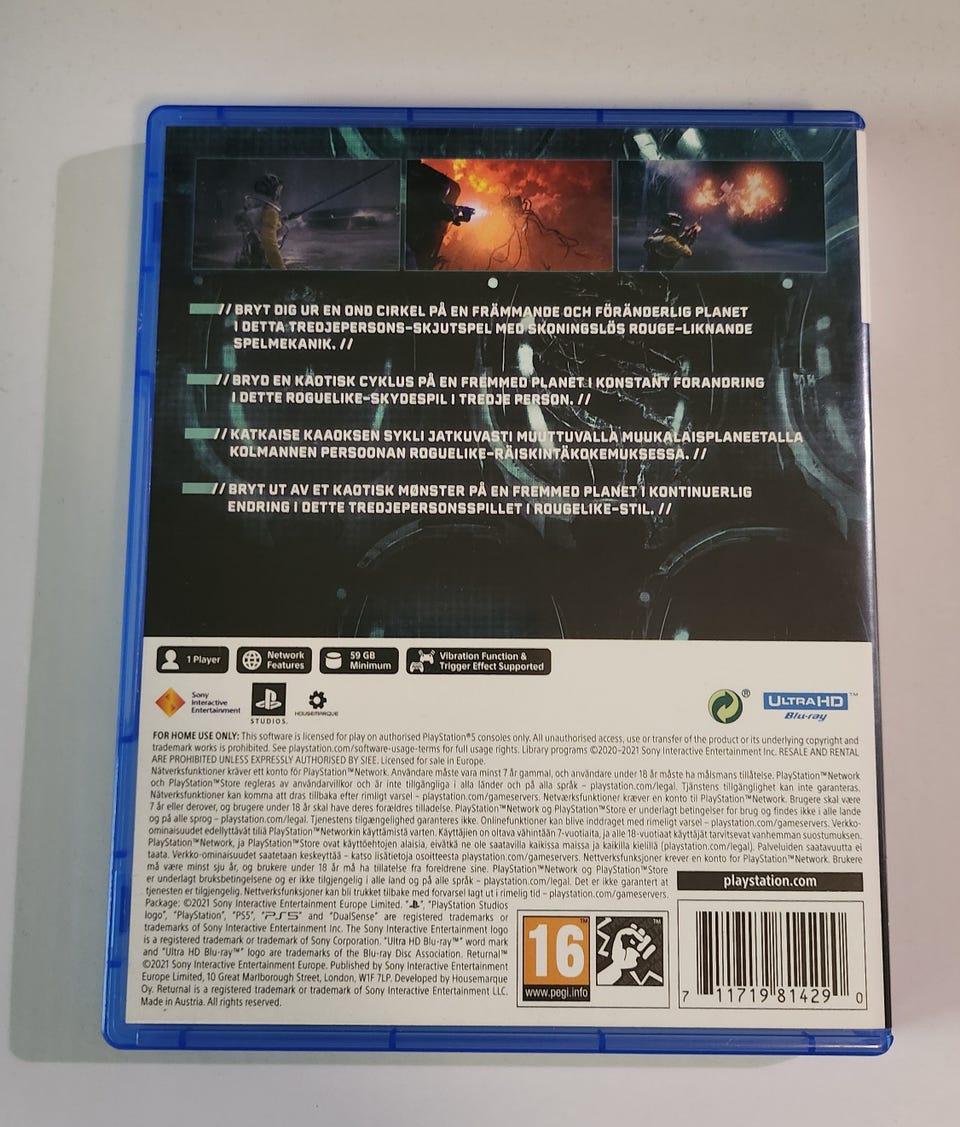 // BRYT DIG UR EN OND CIRKEL PÅ EN FRÄMMANDE OCH FÖRÄNDERLIG PLANET
I DETTA TREDJEPERSONS-SKJUTSPEL MED SKONINGSLÖS ROUGE-LIKNANDE
SPELMEKANIK. //
// BRYD EN KAOTISK CYKLUS PÅ EN FREMMED PLANET I KONSTANT FORANDRING
I DETTE ROGUELIKE-SKYDESPIL I TREDJE PERSON. //
// KATKAISE KAAOKSEN SYKLI JATKUVASTI MUUTTUVALLA MUUKALAISPLANEETALLA
KOLMANNEN PERSOONAN ROGUELIKE-RÄISKINTÄKOKEMUKSESSA. //
// BRYT UT AV ET KAOTISK MØNSTER PÅ EN FREMMED PLANET I KONTINUERLIG
ENDRING I DETTE TREDJEPERSONSSPILLET I ROUGELIKE-STIL. //
1 Player
Network
Features
59 GB
Minimum
Vibration Function &
Trigger Effect Supported
Sony
Interactive
Entertainment
STUDIOS.
HOUSEMARQUE
®
ULTRA HD™
Blu-ray
FOR HOME USE ONLY: This software is licensed for play on authorised PlayStation®5 consoles only. All unauthorised access, use or transfer of the product or its underlying copyright and
trademark works is prohibited. See playstation.com/software-usage-terms for full usage rights. Library programs ©2020–2021 Sony Interactive Entertainment Inc. RESALE AND RENTAL
ARE PROHIBITED UNLESS EXPRESSLY AUTHORISED BY SIEE. Licensed for sale in Europe.
Nätverksfunktioner kräver ett konto för PlayStation™Network. Användare måste vara minst 7 år gammal, och användare under 18 år måste ha målsmans tillåtelse. PlayStation™Network
och PlayStation™Store regleras av användarvillkor och är inte tillgängliga i alla länder och på alla språk – playstation.com/legal. Tjänstens tillgänglighet kan inte garanteras.
Nätverksfunktioner kan komma att dras tillbaka efter rimligt varsel – playstation.com/gameservers. Netværksfunktioner kræver en konto til PlayStation™Network. Brugere skal være
7 år eller derover, og brugere under 18 år skal have deres forældres tilladelse. PlayStation™Network og PlayStation™Store er underlagt betingelser for brug og findes ikke i alle lande
og på alle sprog – playstation.com/legal. Tjenestens tilgængelighed garanteres ikke. Onlinefunktioner kan blive inddraget med rimeligt varsel – playstation.com/gameservers. Verkko-
ominaisuudet edellyttävät tiliä PlayStation™Networkin käyttämistä varten. Käyttäjien on oltava vähintään 7-vuotiaita, ja alle 18-vuotiaat käyttäjät tarvitsevat vanhemman suostumuksen.
PlayStation™Network, ja PlayStation™Store ovat käyttöehtojen alaisia, eivätkä ne ole saatavilla kaikissa maissa ja kaikilla kielillä (playstation.com/legal). Palveluiden saatavuutta ei
taata. Verkko-ominaisuudet saatetaan keskeyttää – katso lisätietoja osoitteesta playstation.com/gameservers. Nettverksfunksjoner krever en konto for PlayStation™Network. Brukere
må være minst sju år, og brukere under 18 år må ha tillatelse fra foreldrene sine. PlayStation™Network og PlayStation™Store
er underlagt bruksbetingelsene og er ikke tilgjengelig i alle land og på alle språk – playstation.com/legal. Det er ikke garantert at
tjenesten er tilgjengelig. Nettverksfunksjoner kan bli trukket tilbake med forvarsel lagt ut i rimelig tid – playstation.com/gameservers.
Package: ©2021 Sony Interactive Entertainment Europe Limited. "", "PlayStation Studios
logo", "PlayStation", "PS5", "PS5" and "DualSense" are registered trademarks or
trademarks of Sony Interactive Entertainment Inc. The Sony Interactive Entertainment logo
is a registered trademark or trademark of Sony Corporation. "Ultra HD Blu-ray™" word mark
and "Ultra HD Blu-ray™" logo are trademarks of the Blu-ray Disc Association. Returnal™
©2021 Sony Interactive Entertainment Europe. Published by Sony Interactive Entertainment
Europe Limited, 10 Great Marlborough Street, London, W1F 7LP. Developed by Housemarque
Oy. Returnal is a registered trademark or trademark of Sony Interactive Entertainment LLC.
Made in Austria. All rights reserved.
playstation.com
16
www.pegi.info
7 11719 81429 0